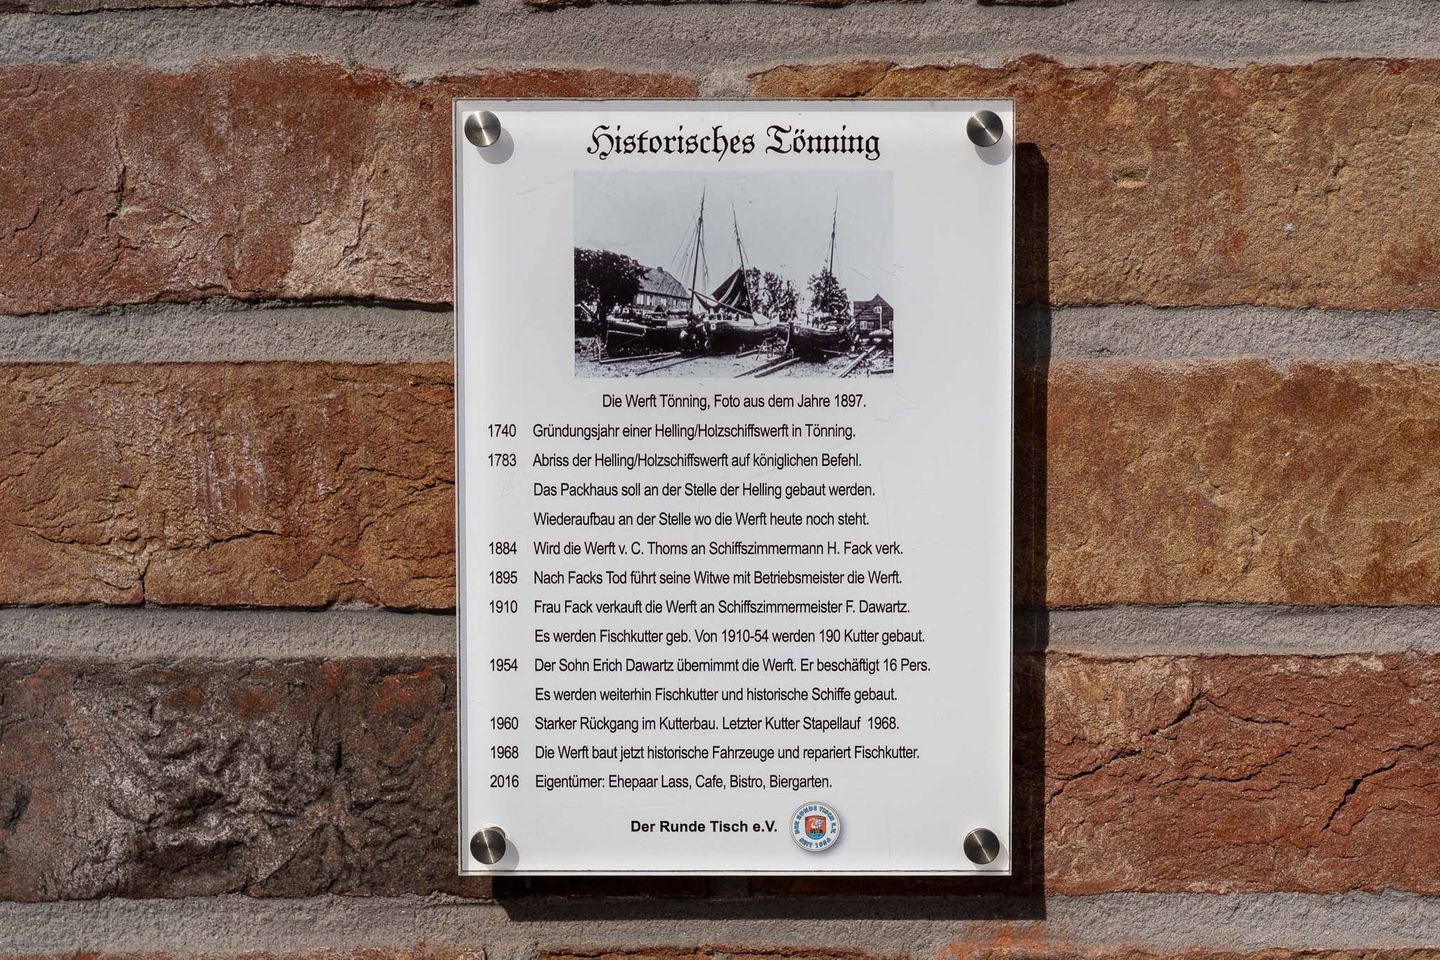 Historisches Tönning
Die Werft Tönning, Foto aus dem Jahre 1897.
1740 Gründungsjahr einer Helling/Holzschiffswerft in Tönning.
1783 Abriss der Helling/Holzschiffswerft auf königlichen Befehl.
Das Packhaus soll an der Stelle der Helling gebaut werden.
Wiederaufbau an der Stelle wo die Werft heute noch steht.
1884 Wird die Werft v. C. Thoms an Schiffszimmermann H. Fack verk.
1895 Nach Facks Tod führt seine Witwe mit Betriebsmeister die Werft.
1910 Frau Fack verkauft die Werft an Schiffszimmermeister F. Dawartz.
Es werden Fischkutter geb. Von 1910-54 werden 190 Kutter gebaut.
1954 Der Sohn Erich Dawartz übernimmt die Werft. Er beschäftigt 16 Pers.
Es werden weiterhin Fischkutter und historische Schiffe gebaut.
1960 Starker Rückgang im Kutterbau. Letzter Kutter Stapellauf 1968.
1968 Die Werft baut jetzt historische Fahrzeuge und repariert Fischkutter.
2016 Eigentümer: Ehepaar Lass, Cafe, Bistro, Biergarten.
Der Runde Tisch e.V.
DER RUNDE TISCH e.V.
SEIT 1996